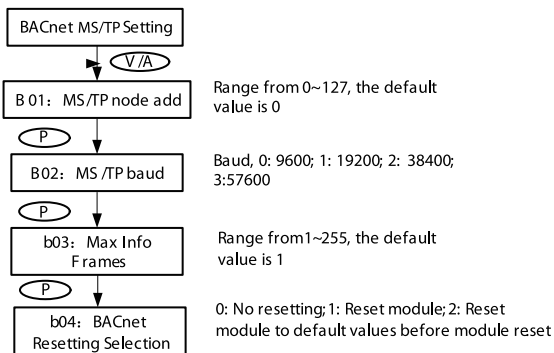 BACnet MS/TP Setting
V/A
B 01: MS/TP node add
Range from 0~127, the default
value is 0
P
B02: MS /TP baud
Baud, 0: 9600; 1: 19200; 2: 38400;
3:57600
P
b03: Max Info
Frames
Range from1~255, the default
value is 1
P
b04: BACnet
Resetting Selection
0: No resetting; 1: Reset module; 2: Reset
module to default values before module reset